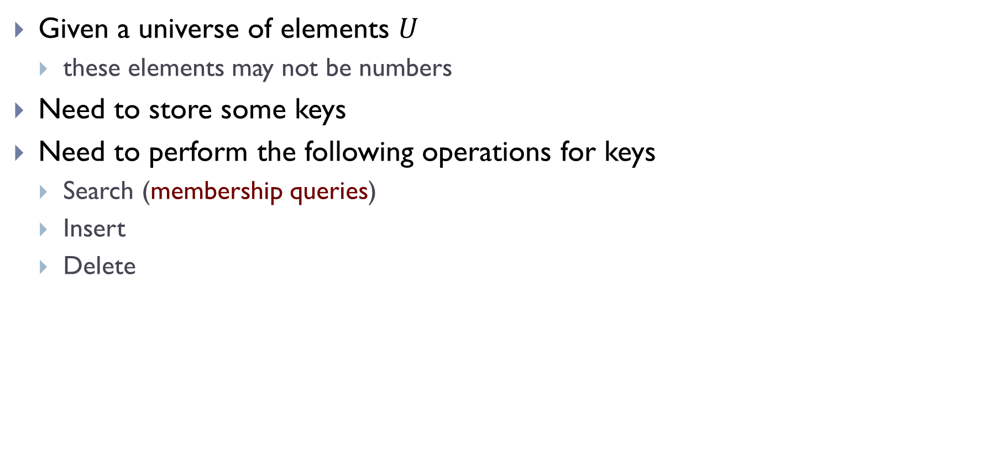 Given a universe of elements U
these elements may not be numbers
Need to store some keys
Need to perform the following operations for keys
Search (membership queries)
Insert
Delete